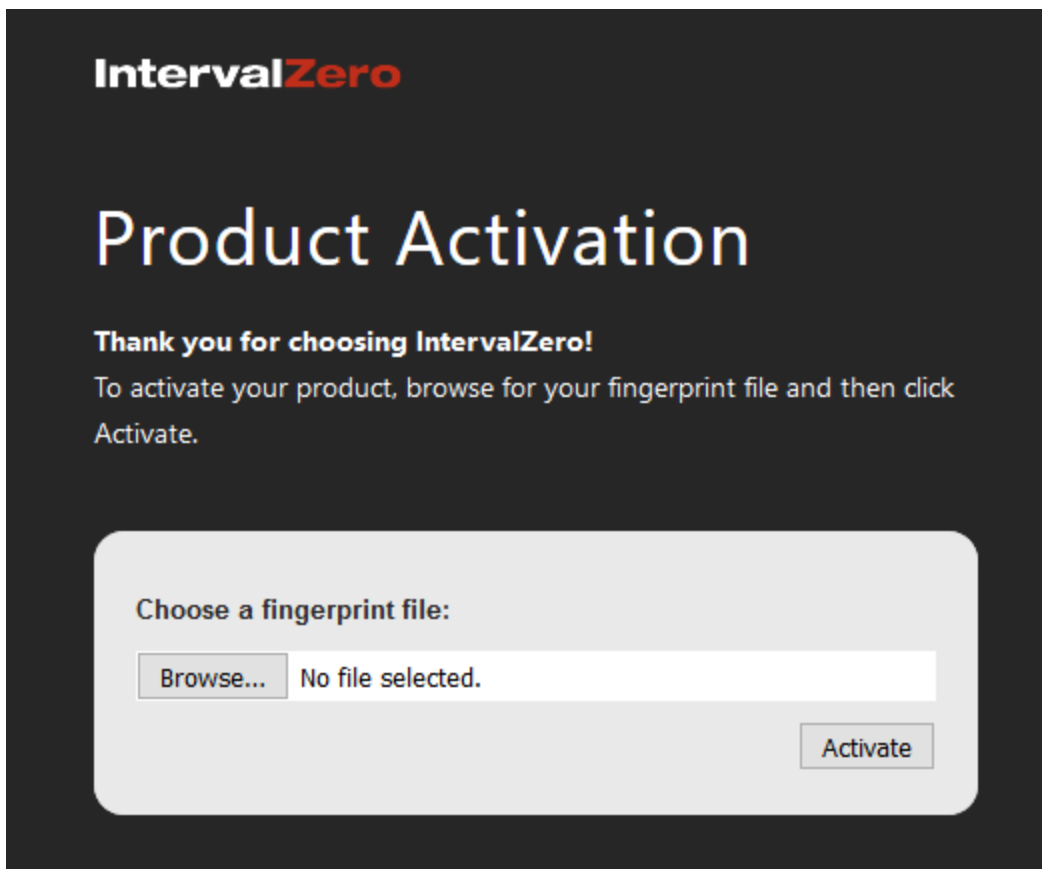 IntervalZero
Product Activation
Thank you for choosing IntervalZero!
To activate your product, browse for your fingerprint file and then click
Activate.
Choose a fingerprint file:
Browse... No file selected.
Activate